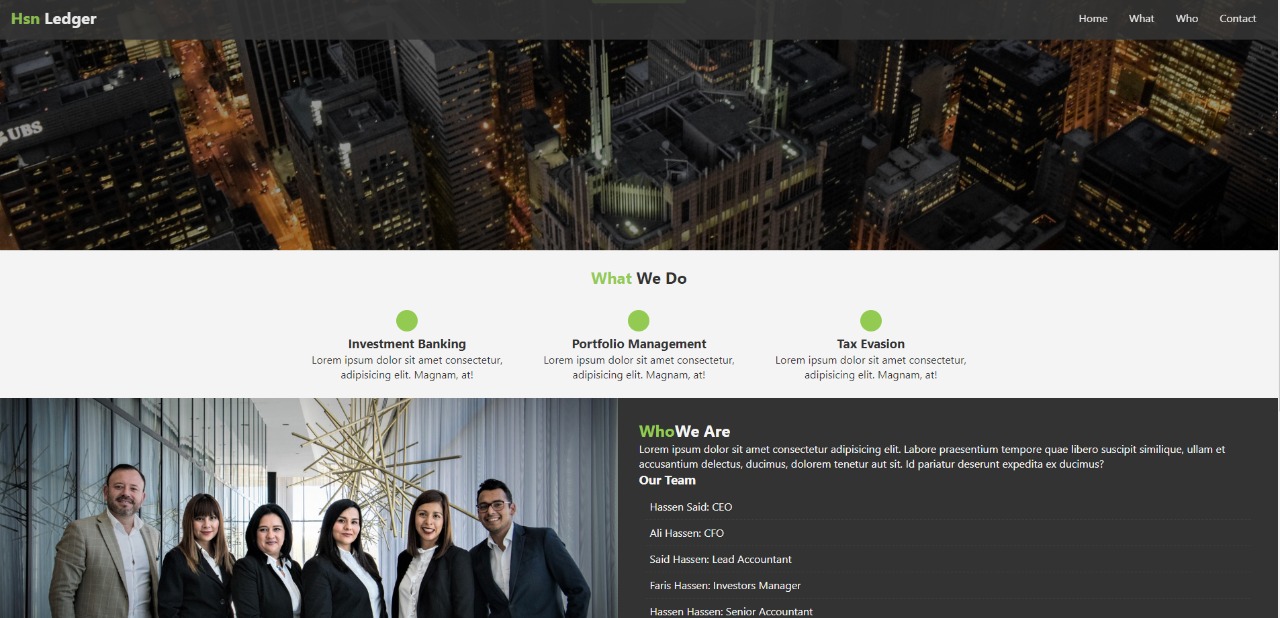 Hsn Ledger
Home What Who Contact
UBS
What We Do
Investment Banking
Lorem ipsum dolor sit amet consectetur,
adipisicing elit. Magnam, at!
Portfolio Management
Lorem ipsum dolor sit amet consectetur,
adipisicing elit. Magnam, at!
Tax Evasion
Lorem ipsum dolor sit amet consectetur,
adipisicing elit. Magnam, at!
WhoWe Are
Lorem ipsum dolor sit amet consectetur adipisicing elit. Labore praesentium tempore quae libero suscipit similique, ullam et
accusantium delectus, ducimus, dolorem tenetur aut sit. Id pariatur deserunt expedita ex ducimus?
Our Team
Hassen Said: CEO
Ali Hassen: CFO
Said Hassen: Lead Accountant
Faris Hassen: Investors Manager
Hassen Hassen: Senior Accountant